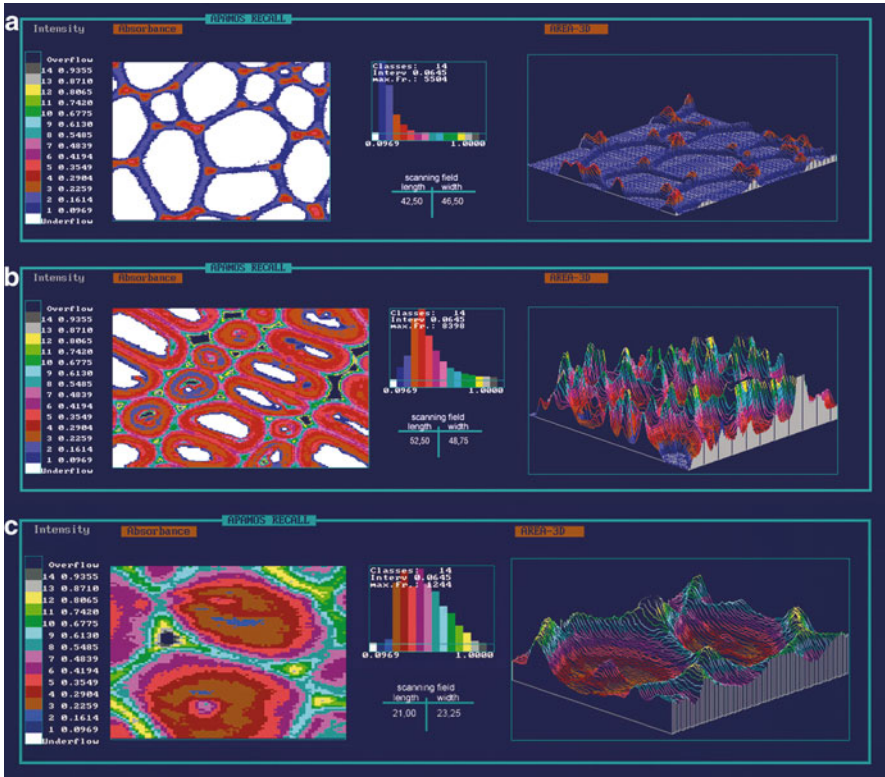 a
APAMOS RECALL
Intensity Absorbance AREA-3D
Overflow
14 0.9355
13 0.8710
12 0.8065
11 0.7420
10 0.6775
9 0.6130
8 0.5485
7 0.4839
6 0.4194
5 0.3549
4 0.2904
3 0.2259
2 0.1614
1 0.0969
Underflow
Classes: 14
Interv 0.0645
max.Fr.: 5504
0.0969 1.0000
scanning field
length width
42,50 46,50
b
APAMOS RECALL
Intensity Absorbance AREA-3D
Overflow
14 0.9355
13 0.8710
12 0.8065
11 0.7420
10 0.6775
9 0.6130
8 0.5485
7 0.4839
6 0.4194
5 0.3549
4 0.2904
3 0.2259
2 0.1614
1 0.0969
Underflow
Classes: 14
Interv 0.0645
max.Fr.: 8398
0.0969 1.0000
scanning field
length width
52,50 48,75
c
APAMOS RECALL
Intensity Absorbance AREA-3D
Overflow
14 0.9355
13 0.8710
12 0.8065
11 0.7420
10 0.6775
9 0.6130
8 0.5485
7 0.4839
6 0.4194
5 0.3549
4 0.2904
3 0.2259
2 0.1614
1 0.0969
Underflow
Classes: 14
Interv 0.0645
max.Fr.: 1244
0.0969 1.0000
scanning field
length width
21,00 23,25